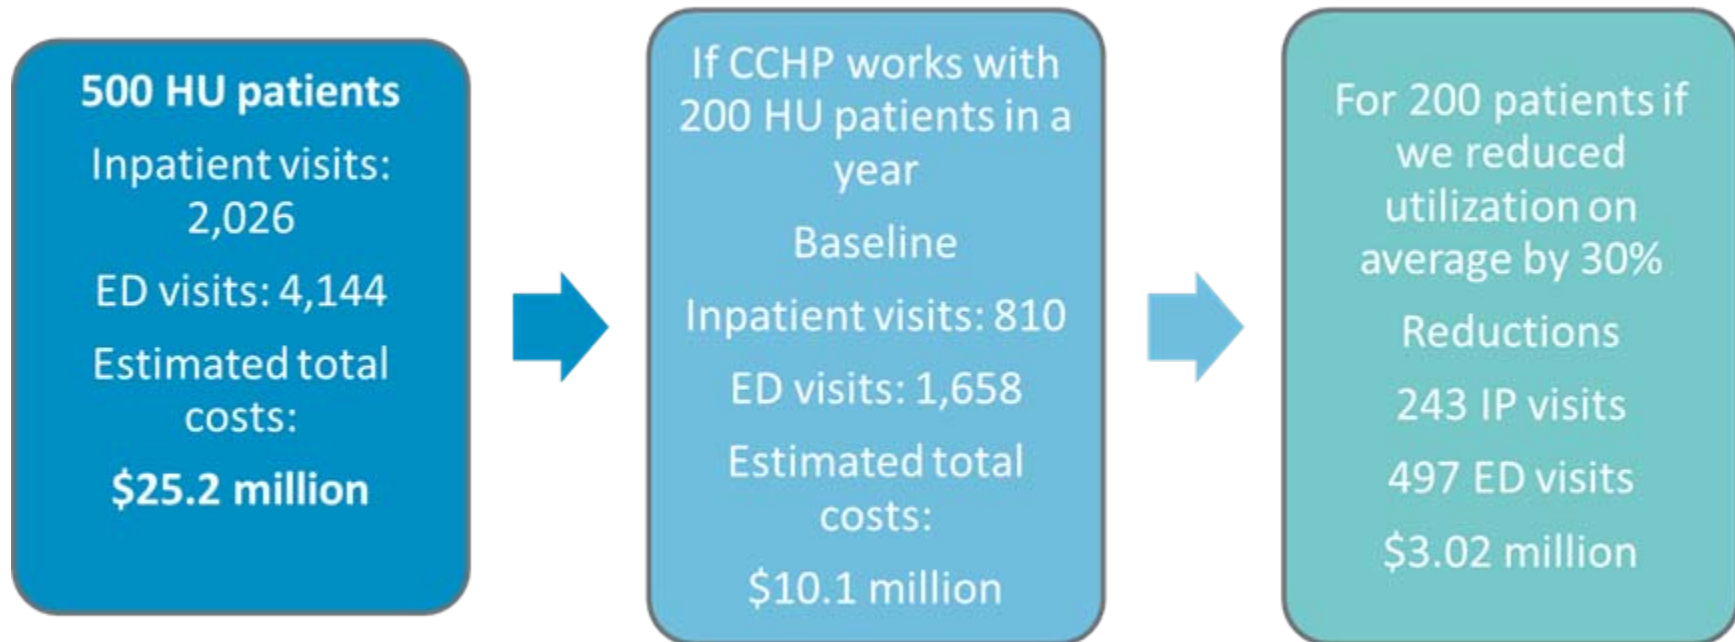 500 HU patients
Inpatient visits:
2,026
ED visits: 4,144
Estimated total
costs:
$25.2 million
If CCHP works with
200 HU patients in a
year
Baseline
Inpatient visits: 810
ED visits: 1,658
Estimated total
costs:
$10.1 million
For 200 patients if
we reduced
utilization on
average by 30%
Reductions
243 IP visits
497 ED visits
$3.02 million